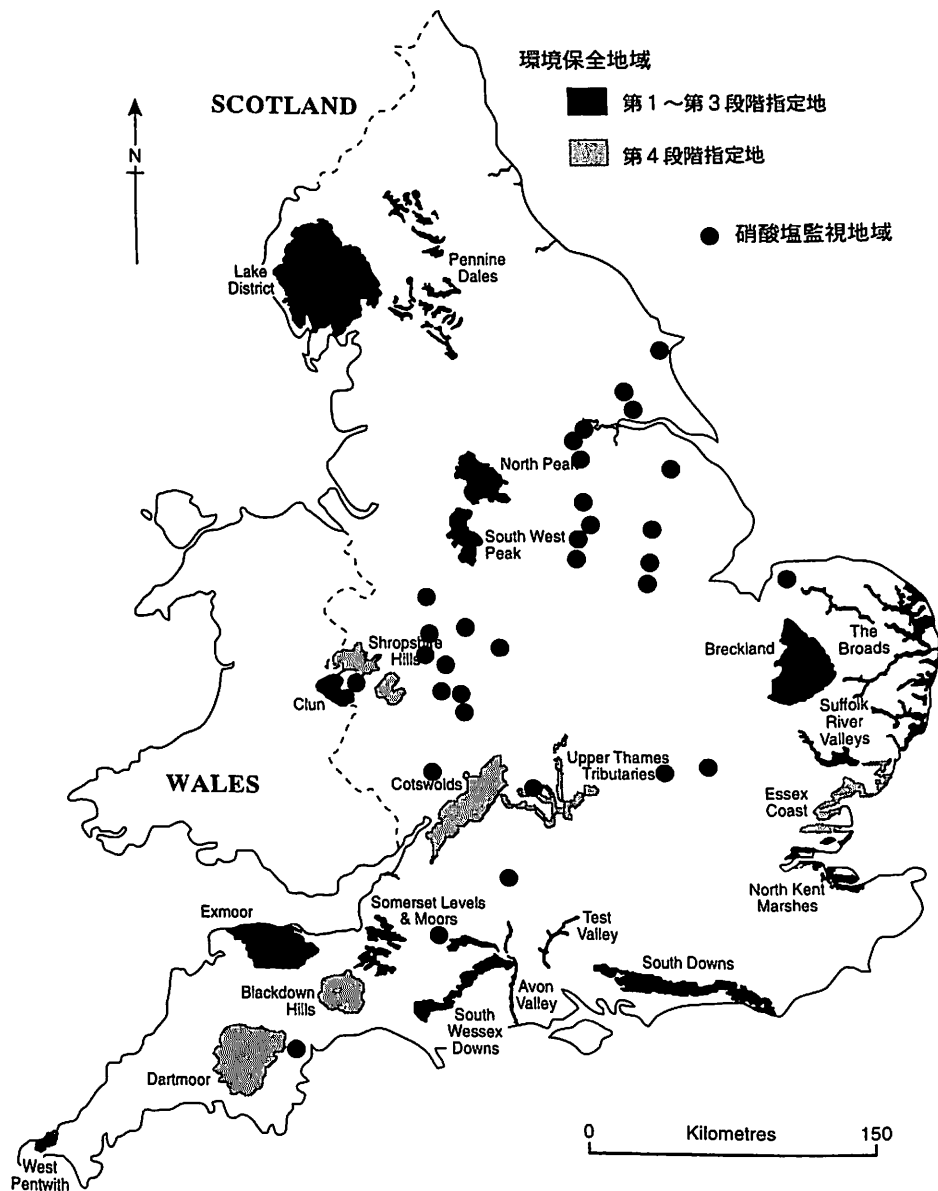 環境保全地域
第1～第3段階指定地
第4段階指定地
硝酸塩監視地域
SCOTLAND
N
Lake
District
Pennine
Dales
North Peak
South West
Peak
Shropshire
Hills
Clun
Breckland
The
Broads
Suffolk
River
Valleys
WALES
Cotswolds
Upper Thames
Tributaries
Essex
Coast
North Kent
Marshes
Exmoor
Somerset Levels
& Moors
Test
Valley
South Downs
Blackdown
Hills
Avon
Valley
South
Wessex
Downs
Dartmoor
West
Pentwith
0 Kilometres 150